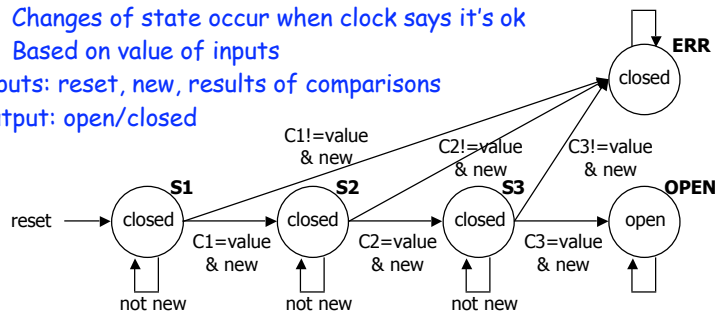 Changes of state occur when clock says it's ok
Based on value of inputs
puts: reset, new, results of comparisons
tput: open/closed
ERR
closed
C1!=value
& new
C2!=value
& new
C3!=value
& new
S1
S2
S3
OPEN
reset
closed
closed
closed
open
C1=value
& new
C2=value
& new
C3=value
& new
not new
not new
not new